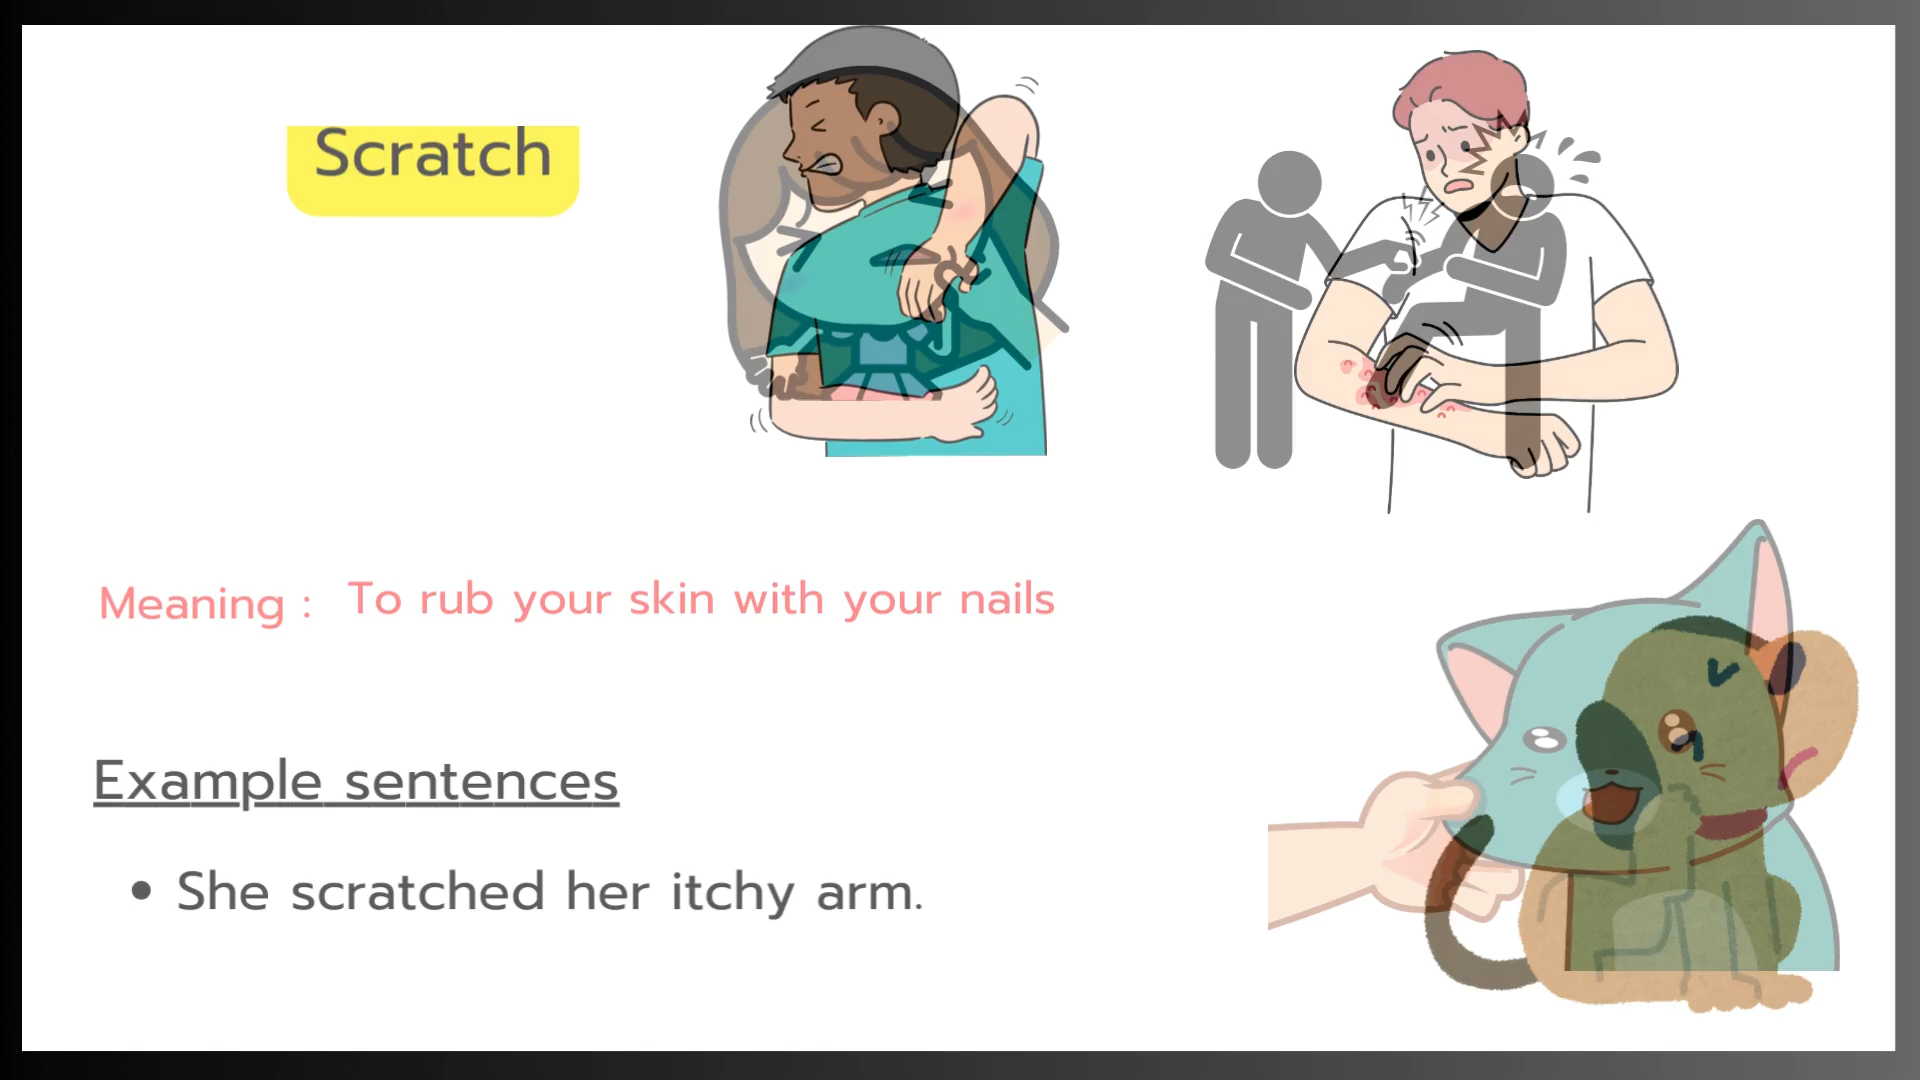 Scratch
Meaning : To rub your skin with your nails
Example sentences
• She scratched her itchy arm.